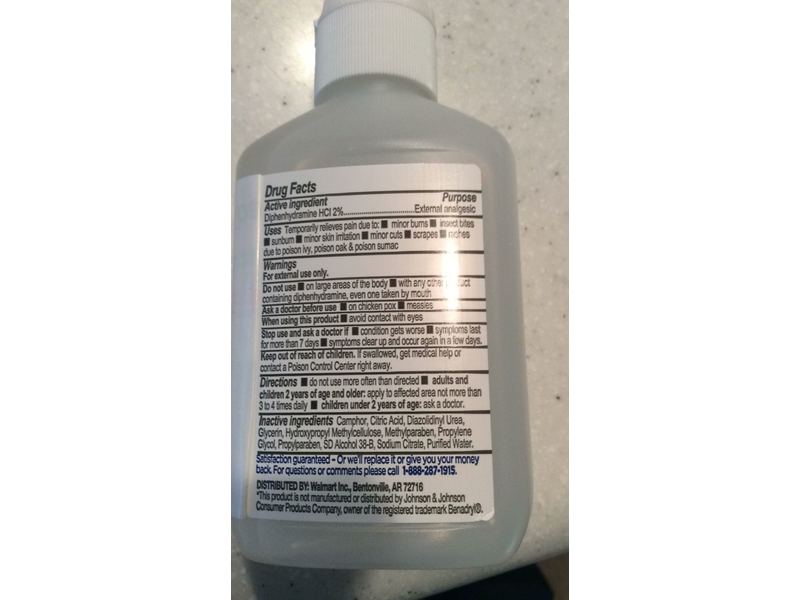 Drug Facts
Active ingredient Purpose
Diphenhydramine HCl 2%..............................External analgesic
Uses Temporarily relieves pain due to: ■ minor burns ■ insect bites
■ sunburn ■ minor skin irritation ■ minor cuts ■ scrapes ■ rashes
due to poison ivy, poison oak & poison sumac
Warnings
For external use only.
Do not use ■ on large areas of the body ■ with any other product
containing diphenhydramine, even one taken by mouth
Ask a doctor before use ■ on chicken pox ■ measles
When using this product ■ avoid contact with eyes
Stop use and ask a doctor if ■ condition gets worse ■ symptoms last
for more than 7 days ■ symptoms clear up and occur again in a few days.
Keep out of reach of children. If swallowed, get medical help or
contact a Poison Control Center right away.
Directions ■ do not use more often than directed ■ adults and
children 2 years of age and older: apply to affected area not more than
3 to 4 times daily ■ children under 2 years of age: ask a doctor.
Inactive ingredients Camphor, Citric Acid, Diazolidinyl Urea,
Glycerin, Hydroxypropyl Methylcellulose, Methylparaben, Propylene
Glycol, Propylparaben, SD Alcohol 38-B, Sodium Citrate, Purified Water.
Satisfaction guaranteed – Or we'll replace it or give you your money
back. For questions or comments please call 1-888-287-1915.
DISTRIBUTED BY: Walmart Inc., Bentonville, AR 72716
*This product is not manufactured or distributed by Johnson & Johnson
Consumer Products Company, owner of the registered trademark Benadryl®.